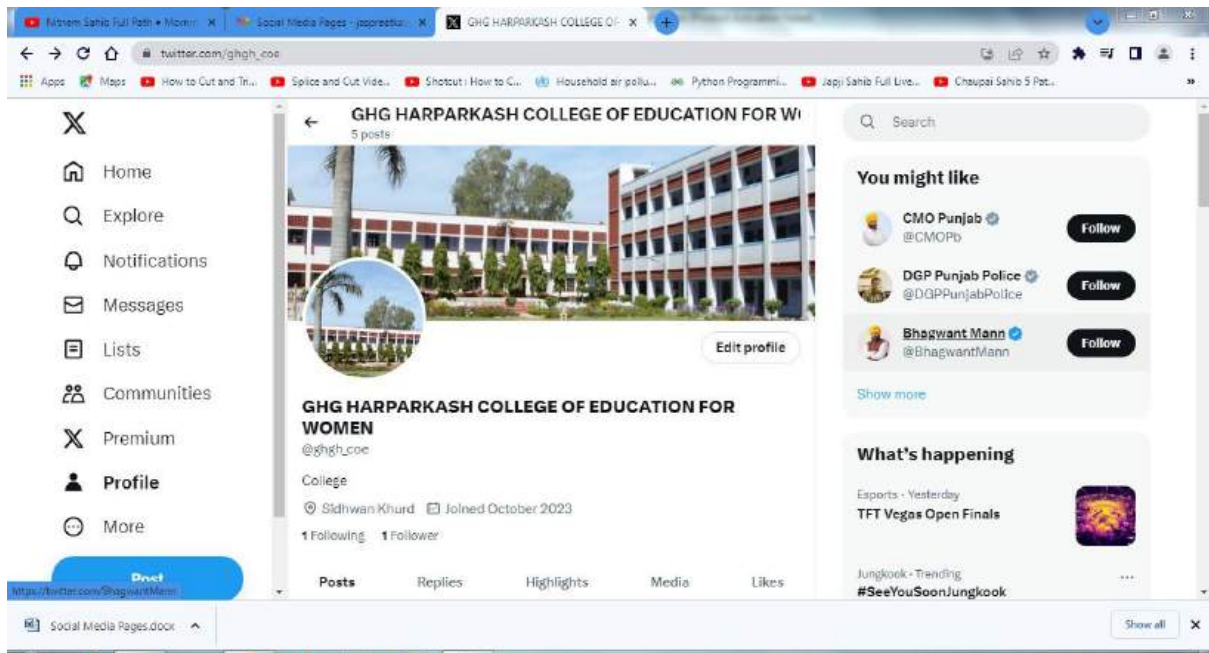 Nitnem Sahib Full Path • Mornin
Social Media Pages - jaspreetkau
GHG HARPARKASH COLLEGE OF
twitter.com/ghgh_coe
Apps
Maps
How to Cut and Tri...
Splice and Cut Vide...
Shotcut : How to C...
Household air pollu...
Python Programmi...
Japji Sahib Full Live...
Chaupai Sahib 5 Pat...
Home
Explore
Notifications
Messages
Lists
Communities
Premium
Profile
More
Post
https://twitter.com/BhagwantMann
GHG HARPARKASH COLLEGE OF EDUCATION FOR W
5 posts
Edit profile
GHG HARPARKASH COLLEGE OF EDUCATION FOR
WOMEN
@ghgh_coe
College
Sidhwan Khurd Joined October 2023
1 Following 1 Follower
Posts Replies Highlights Media Likes
Search
You might like
CMO Punjab
@CMOPb
Follow
DGP Punjab Police
@DGPPunjabPolice
Follow
Bhagwant Mann
@BhagwantMann
Follow
Show more
What's happening
Esports · Yesterday
TFT Vegas Open Finals
Jungkook · Trending
#SeeYouSoonJungkook
Social Media Pages.docx
Show all